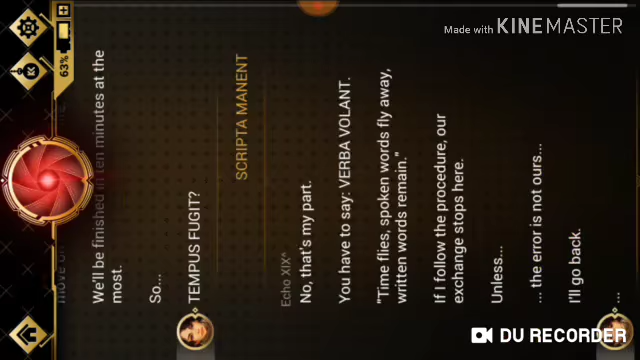 Made with KINEMASTER
63%
We'll be finished in ten minutes at the
most.
So...
TEMPUS FUGIT?
SCRIPTA MANENT
Echo XIX*
No, that's my part.
You have to say: VERBA VOLANT.
"Time flies, spoken words fly away,
written words remain."
If I follow the procedure, our
exchange stops here.
Unless...
... the error is not ours...
I'll go back.
...
DU RECORDER